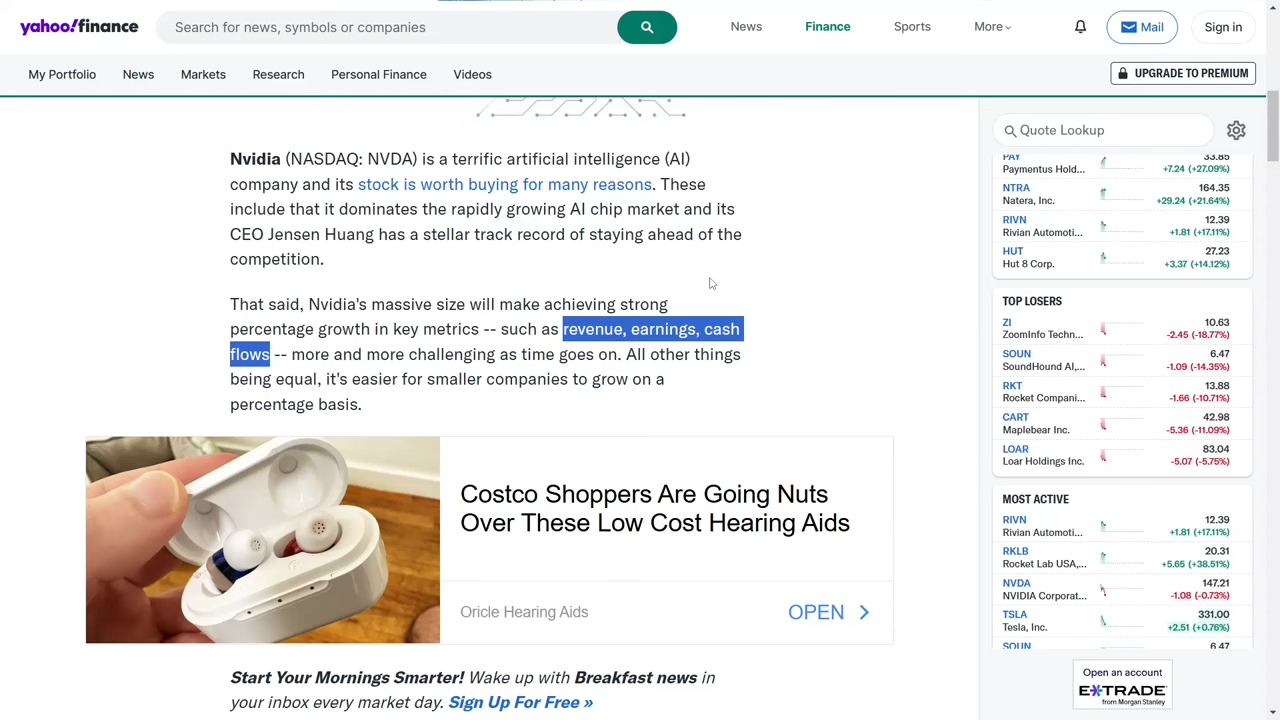 yahoo!finance
Search for news, symbols or companies
News
Finance
Sports
More
Mail
Sign in
My Portfolio
News
Markets
Research
Personal Finance
Videos
UPGRADE TO PREMIUM
Nvidia (NASDAQ: NVDA) is a terrific artificial intelligence (AI)
company and its stock is worth buying for many reasons. These
include that it dominates the rapidly growing AI chip market and its
CEO Jensen Huang has a stellar track record of staying ahead of the
competition.
That said, Nvidia's massive size will make achieving strong
percentage growth in key metrics -- such as revenue, earnings, cash
flows -- more and more challenging as time goes on. All other things
being equal, it's easier for smaller companies to grow on a
percentage basis.
Costco Shoppers Are Going Nuts
Over These Low Cost Hearing Aids
Oricle Hearing Aids
OPEN
Start Your Mornings Smarter! Wake up with Breakfast news in
your inbox every market day. Sign Up For Free »
Quote Lookup
PAY 33.85
Paymentus Hold... +7.24 (+27.09%)
NTRA 164.35
Natera, Inc. +29.24 (+21.64%)
RIVN 12.39
Rivian Automoti... +1.81 (+17.11%)
HUT 27.23
Hut 8 Corp. +3.37 (+14.12%)
TOP LOSERS
ZI 10.63
ZoomInfo Techn... -2.45 (-18.77%)
SOUN 6.47
SoundHound AI,... -1.09 (-14.35%)
RKT 13.88
Rocket Compani... -1.66 (-10.71%)
CART 42.98
Maplebear Inc. -5.36 (-11.09%)
LOAR 83.04
Loar Holdings Inc. -5.07 (-5.75%)
MOST ACTIVE
RIVN 12.39
Rivian Automoti... +1.81 (+17.11%)
RKLB 20.31
Rocket Lab USA,... +5.65 (+38.51%)
NVDA 147.21
NVIDIA Corporat... -1.08 (-0.73%)
TSLA 331.00
Tesla, Inc. +2.51 (+0.76%)
SOUN 6.47
Open an account
E*TRADE
from Morgan Stanley